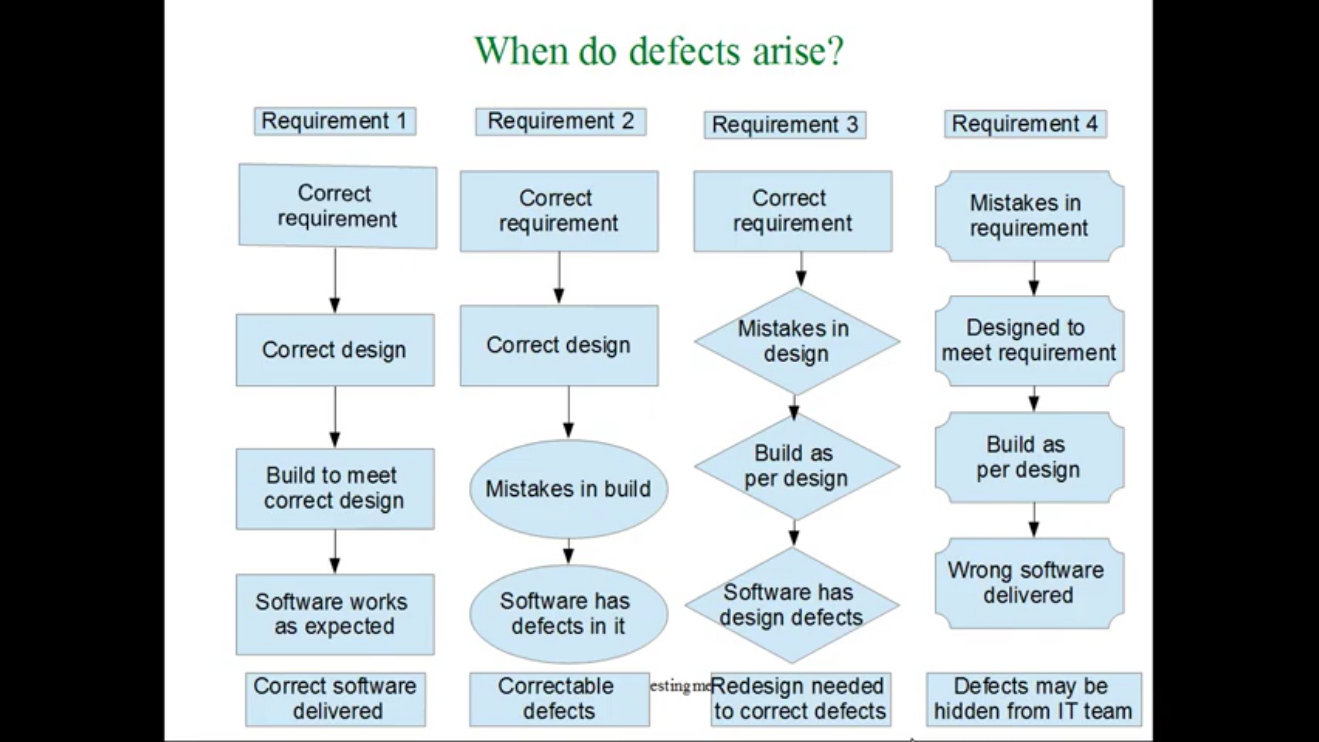 When do defects arise?
Requirement 1
Requirement 2
Requirement 3
Requirement 4
Correct
requirement
Correct design
Build to meet
correct design
Software works
as expected
Correct software
delivered
Correct
requirement
Correct design
Mistakes in build
Software has
defects in it
Correctable
defects
Correct
requirement
Mistakes in
design
Build as
per design
Software has
design defects
Redesign needed
to correct defects
Mistakes in
requirement
Designed to
meet requirement
Build as
per design
Wrong software
delivered
Defects may be
hidden from IT team